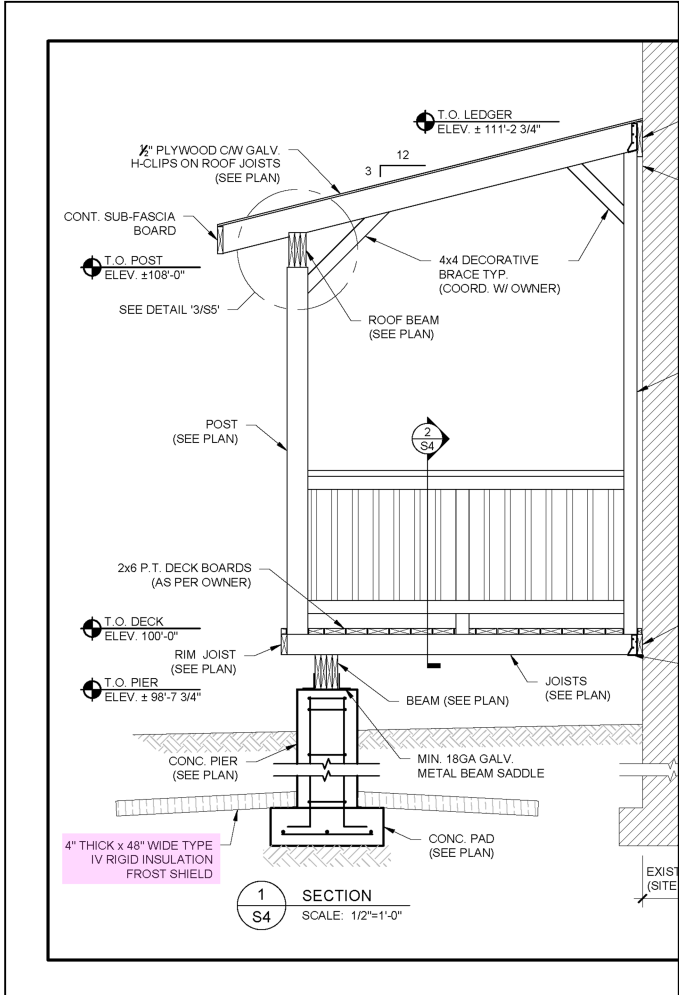 T.O. LEDGER
ELEV. ± 111'-2 3/4"
½" PLYWOOD C/W GALV.
H-CLIPS ON ROOF JOISTS
(SEE PLAN)
12
3
CONT. SUB-FASCIA
BOARD
T.O. POST
ELEV. ±108'-0"
4x4 DECORATIVE
BRACE TYP.
(COORD. W/ OWNER)
SEE DETAIL '3/S5'
ROOF BEAM
(SEE PLAN)
POST
(SEE PLAN)
2
S4
2x6 P.T. DECK BOARDS
(AS PER OWNER)
T.O. DECK
ELEV. 100'-0"
RIM JOIST
(SEE PLAN)
T.O. PIER
ELEV. ± 98'-7 3/4"
JOISTS
(SEE PLAN)
BEAM (SEE PLAN)
CONC. PIER
(SEE PLAN)
MIN. 18GA GALV.
METAL BEAM SADDLE
4" THICK x 48" WIDE TYPE
IV RIGID INSULATION
FROST SHIELD
CONC. PAD
(SEE PLAN)
EXIST
(SITE
1
S4
SECTION
SCALE: 1/2"=1'-0"